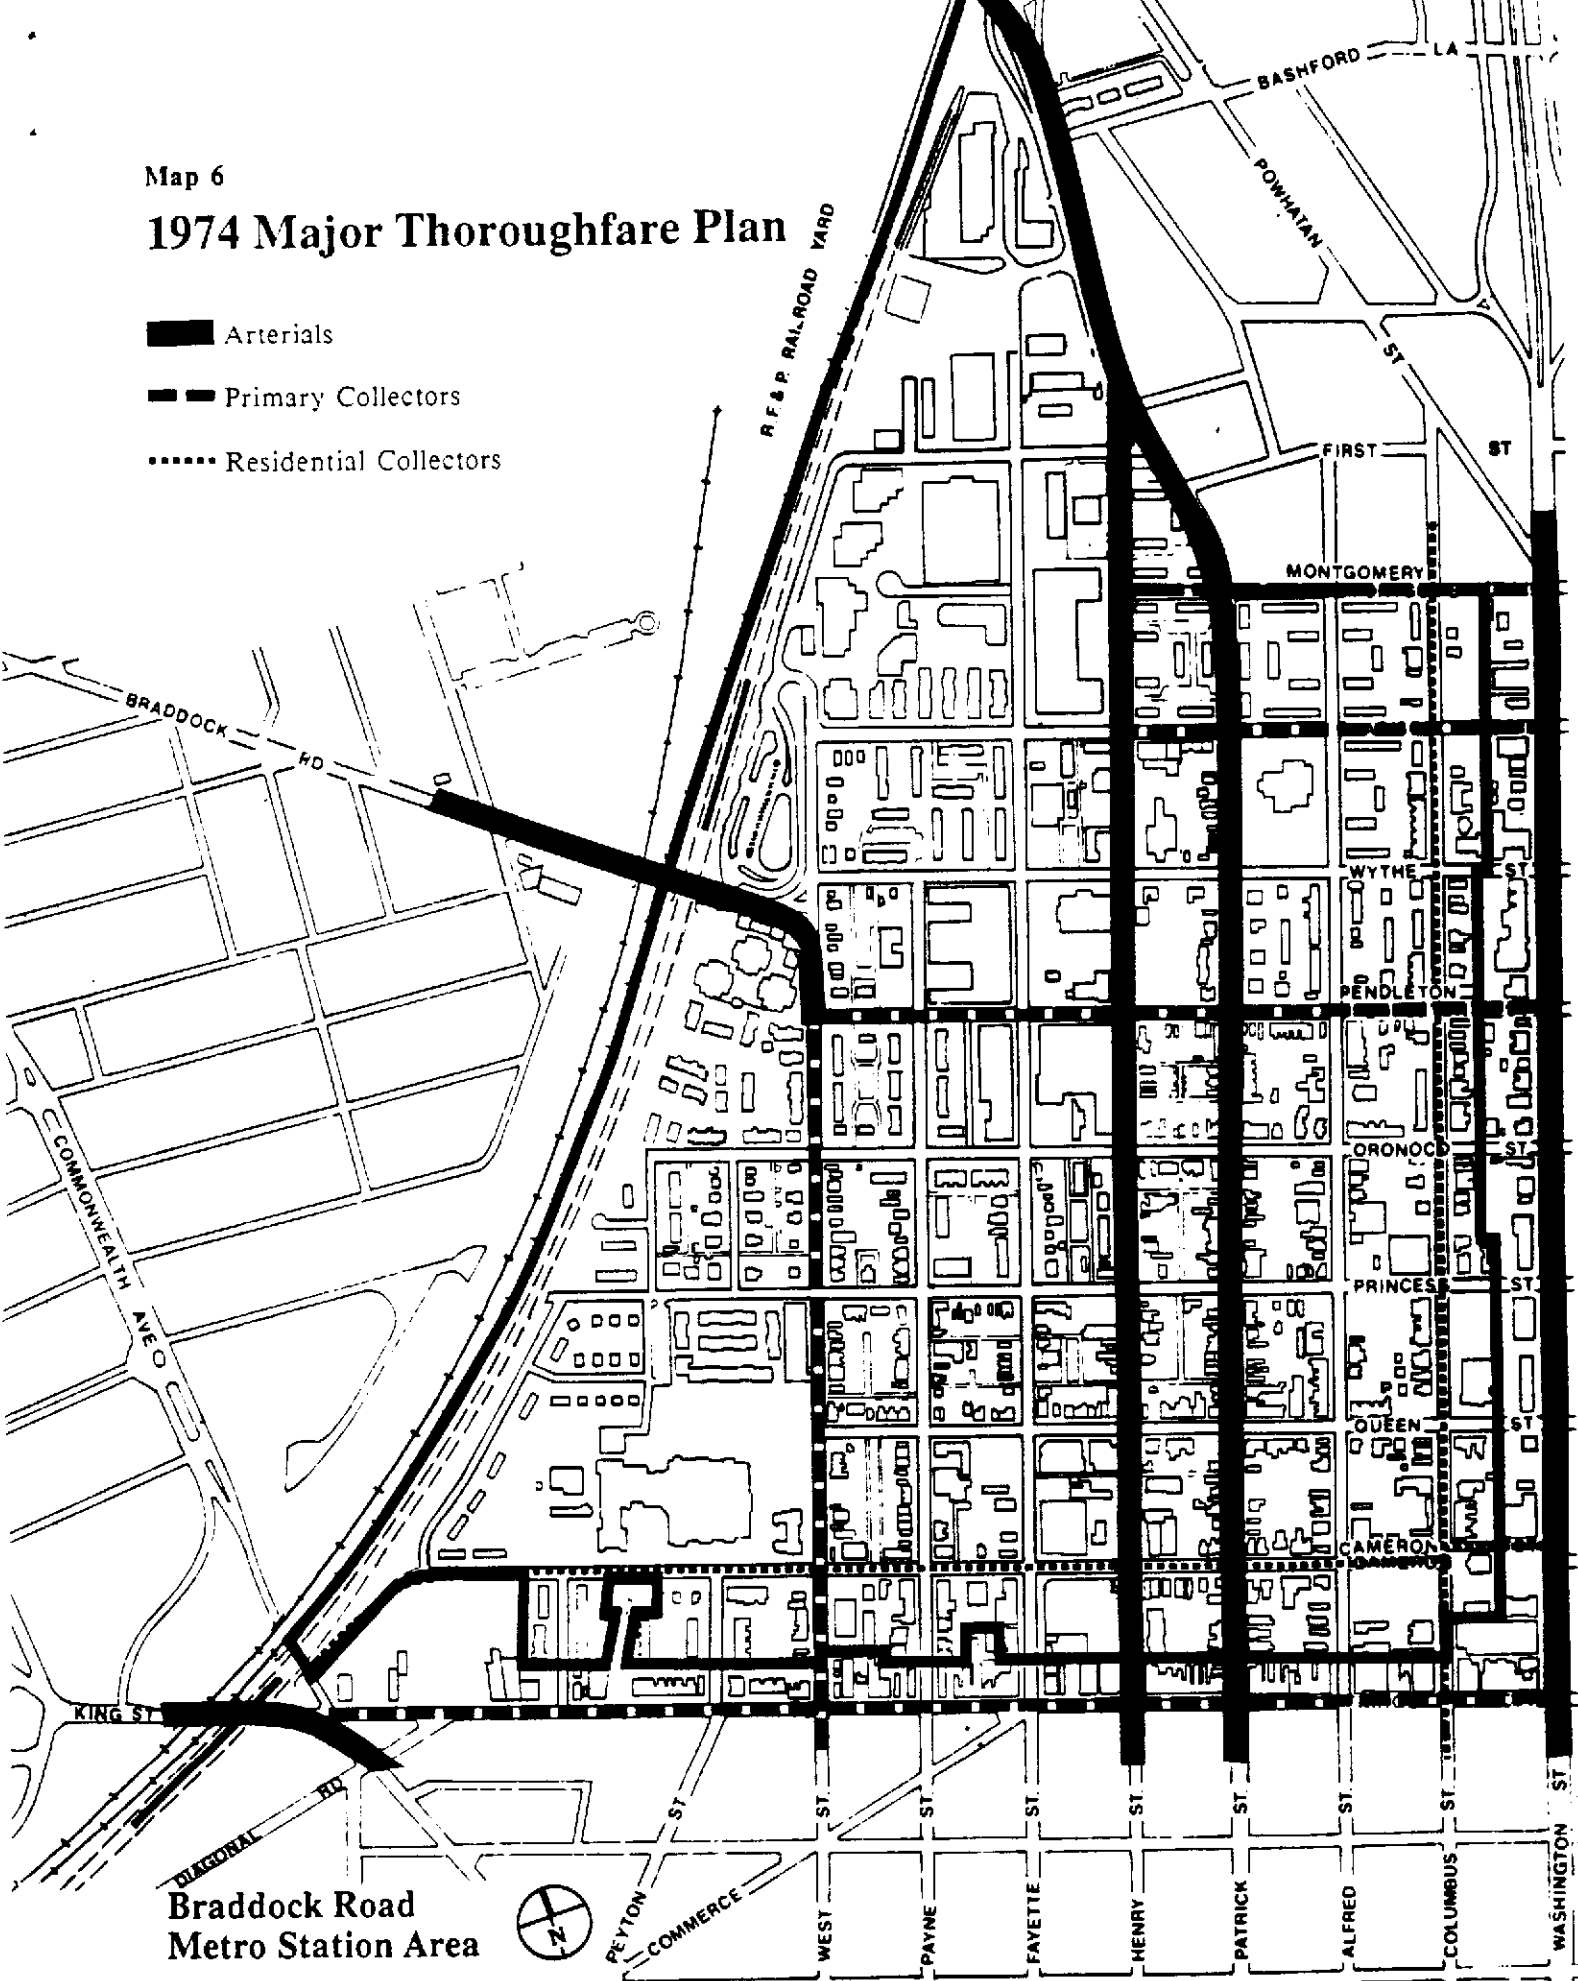 BASHFORD LA
Map 6
1974 Major Thoroughfare Plan
POWHATAN ST
R.F.& P. RAILROAD YARD
Arterials
Primary Collectors
Residential Collectors
FIRST ST
MONTGOMERY
BRADDOCK RD
WYTHE ST
PENDLETON
COMMONWEALTH AVE
ORONOCO ST
PRINCESS ST
QUEEN ST
CAMERON
KING ST
DIAGONAL RD
PEYTON ST
COMMERCE
WEST ST.
PAYNE ST.
FAYETTE ST.
HENRY ST.
PATRICK ST.
ALFRED ST.
COLUMBUS ST.
WASHINGTON ST
Braddock Road
Metro Station Area
N